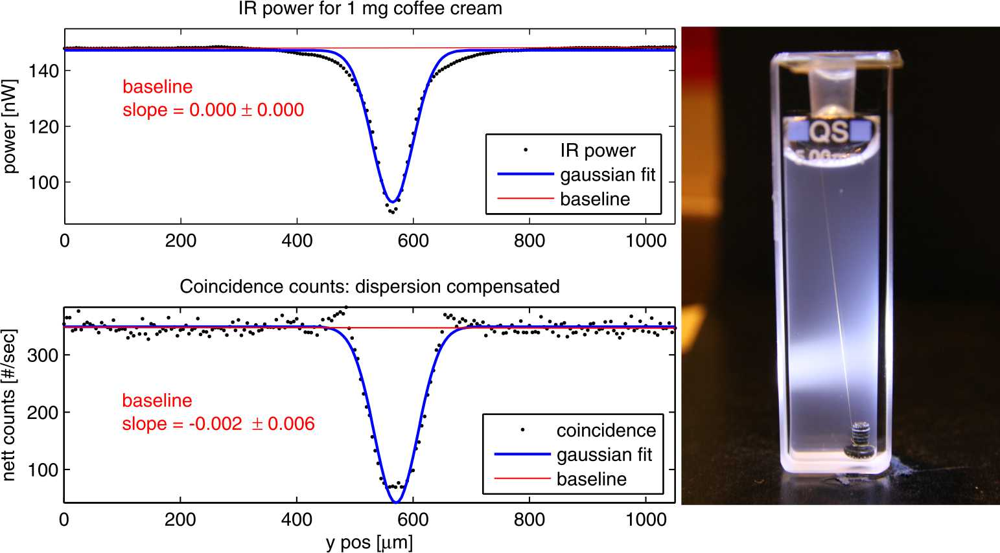 IR power for 1 mg coffee cream
140
120
100
power [nW]
baseline
slope = 0.000 ± 0.000
IR power
gaussian fit
baseline
0 200 400 600 800 1000
Coincidence counts: dispersion compensated
300
200
100
nett counts [#/sec]
baseline
slope = -0.002 ± 0.006
coincidence
gaussian fit
baseline
0 200 400 600 800 1000
y pos [μm]
QS
5.00mm